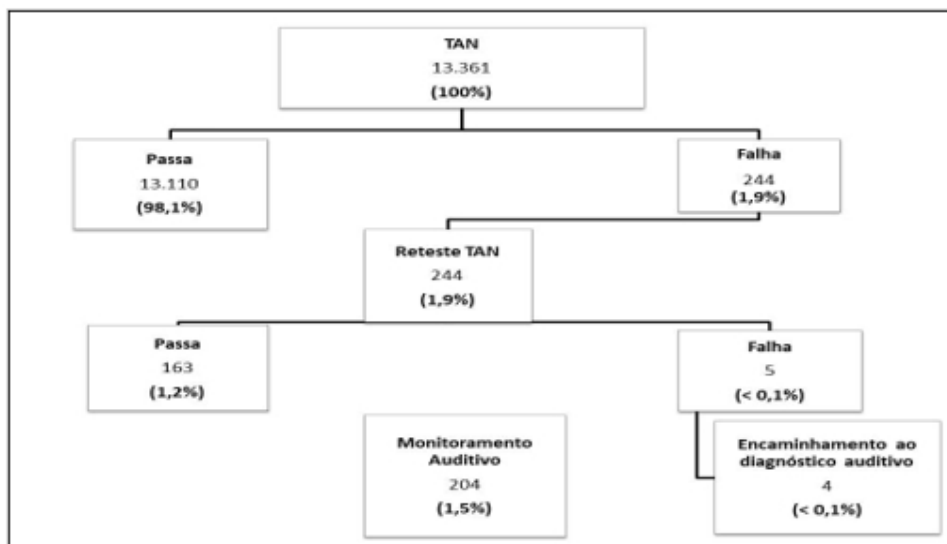 TAN
13.361
(100%)
Passa
13.110
(98,1%)
Falha
244
(1,9%)
Reteste TAN
244
(1,9%)
Passa
163
(1,2%)
Falha
5
(< 0,1%)
Monitoramento
Auditivo
204
(1,5%)
Encaminhamento ao
diagnóstico auditivo
4
(< 0,1%)